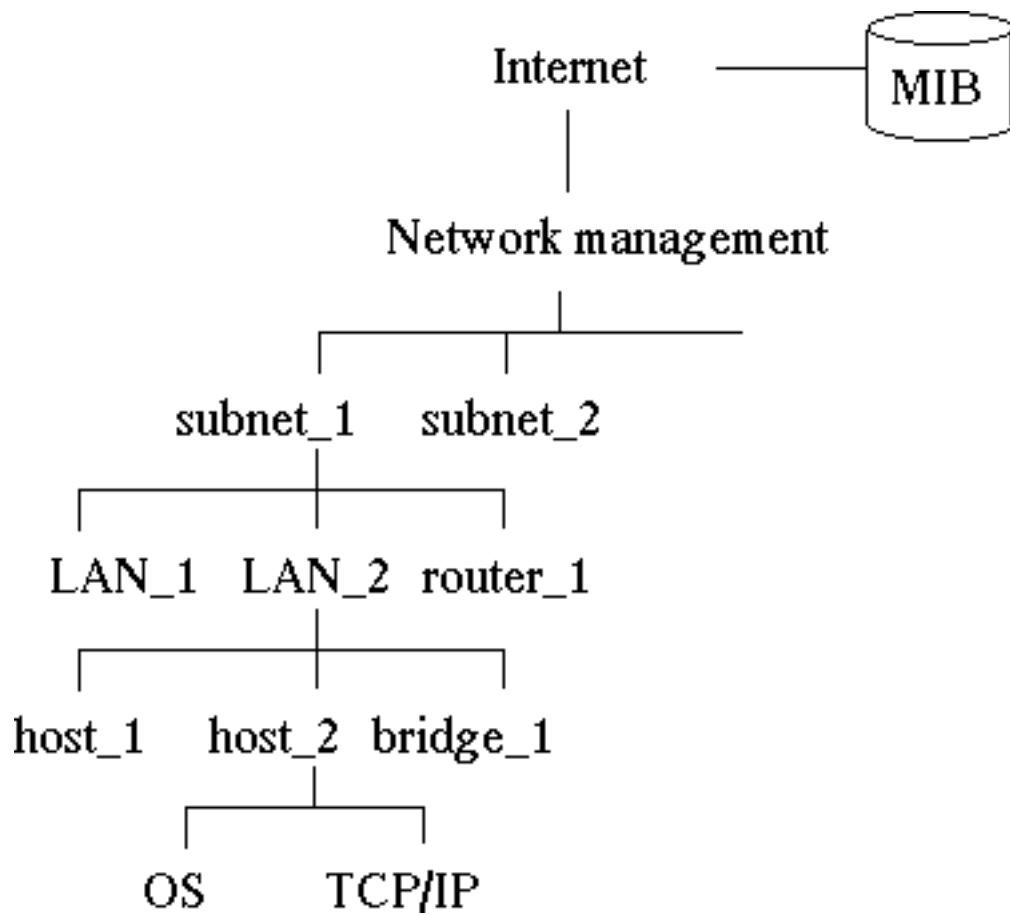 Internet MIB
Network management
subnet_1 subnet_2
LAN_1 LAN_2 router_1
host_1 host_2 bridge_1
OS TCP/IP